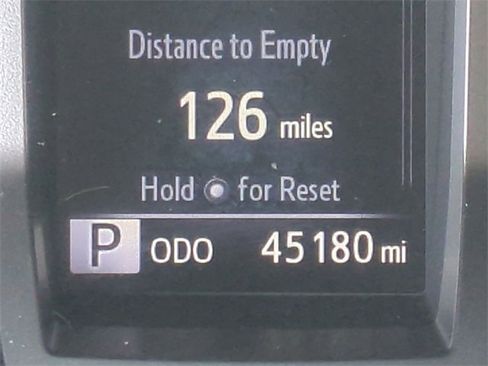 Distance to Empty
126 miles
Hold for Reset
P ODO 45180 mi